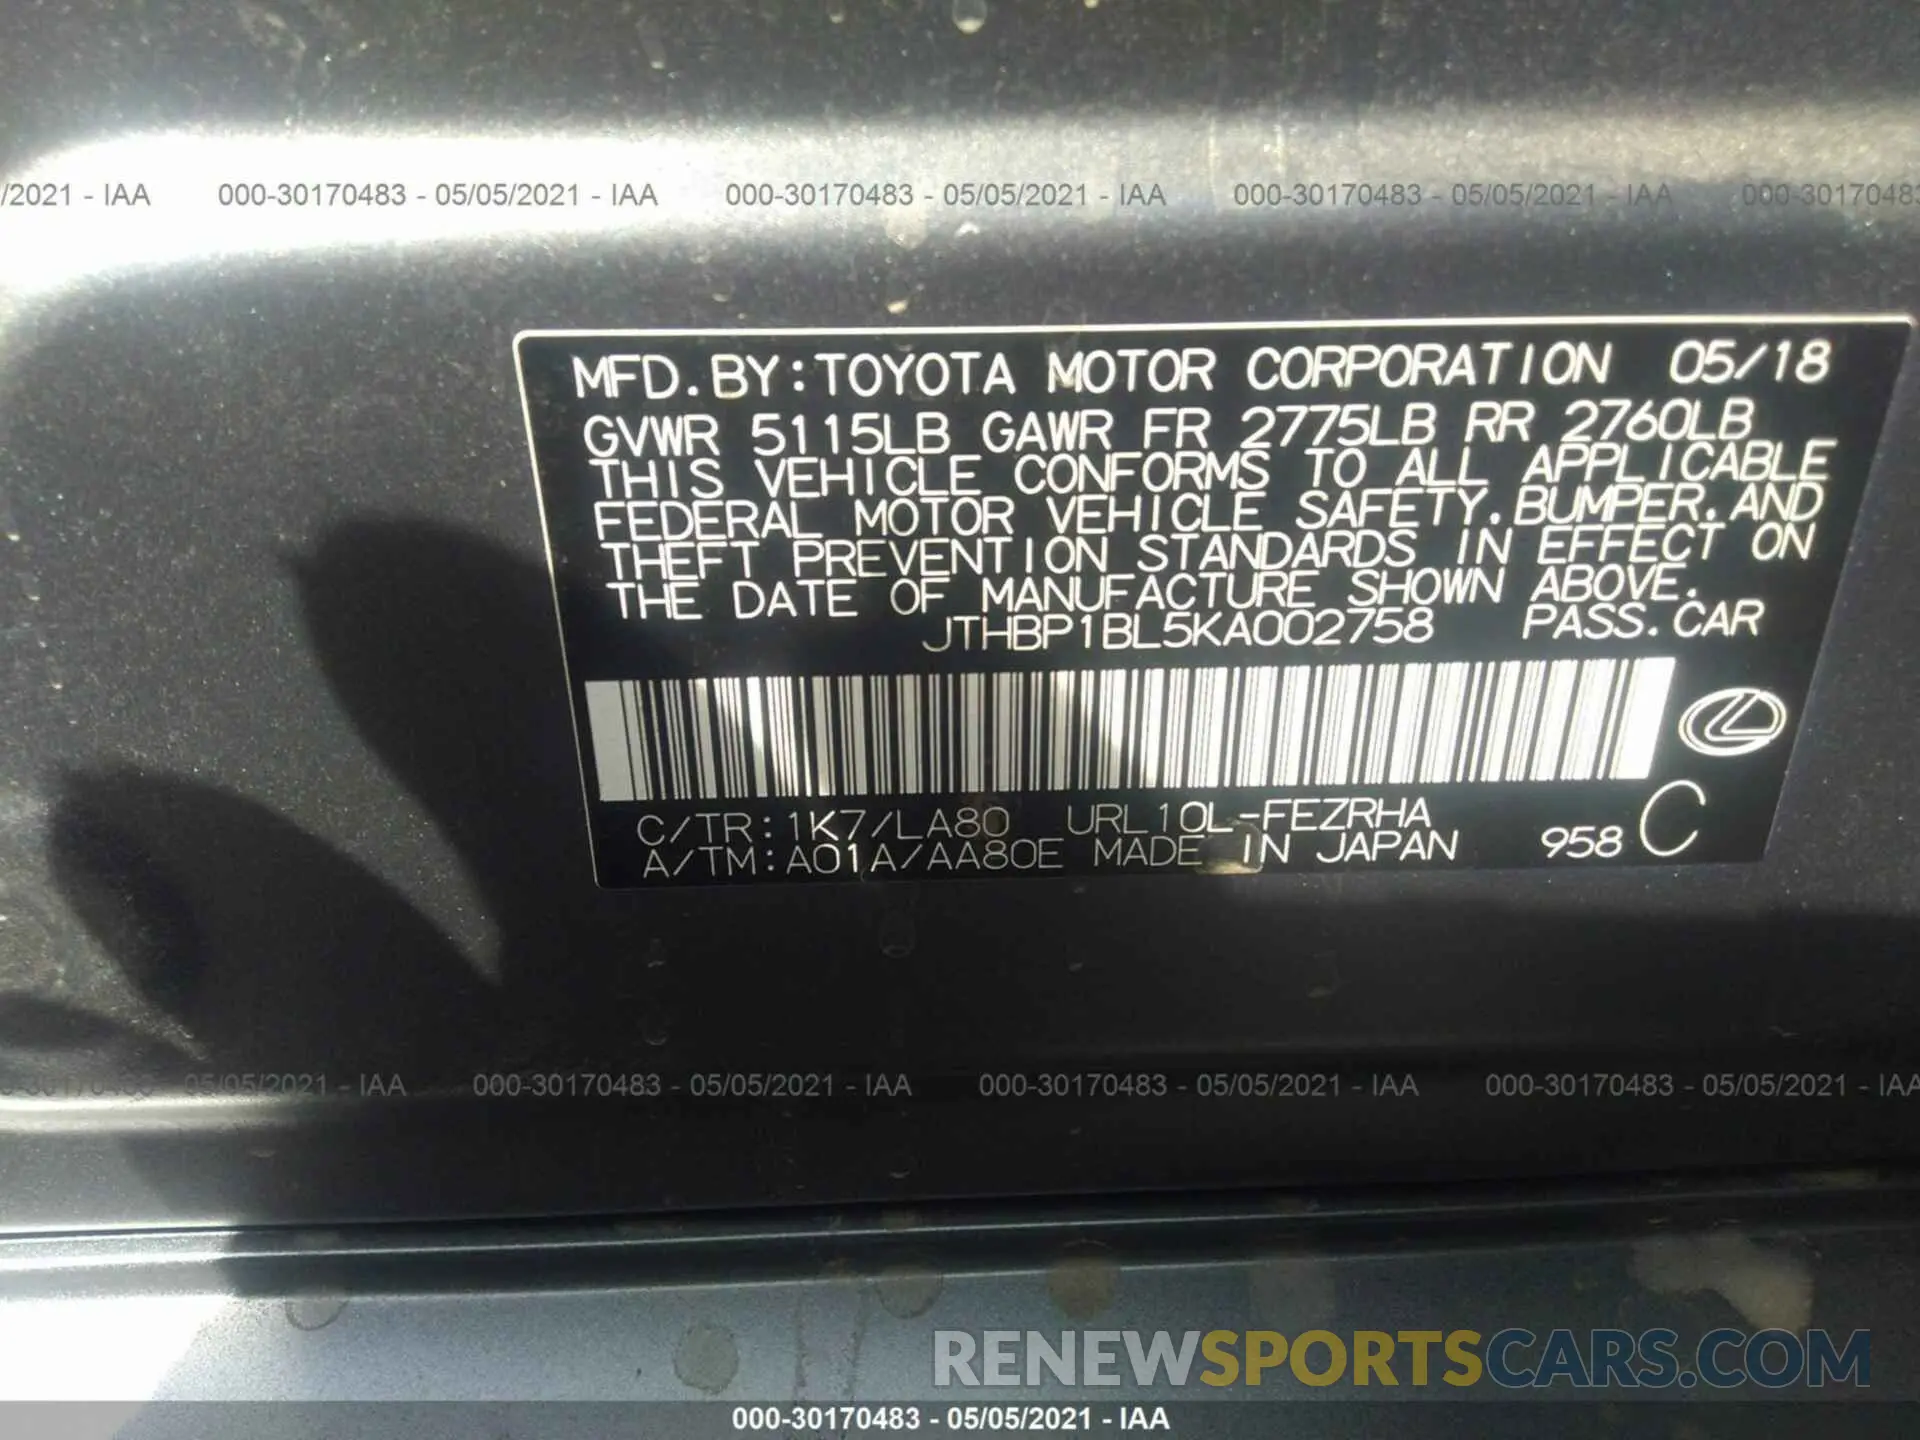 /2021 - IAA 000-30170483 - 05/05/2021 - IAA 000-30170483 - 05/05/2021 - IAA 000-30170483 - 05/05/2021 - IAA 000-30170483
MFD. BY: TOYOTA MOTOR CORPORATION 05/18
GVWR 5115LB GAWR FR 2775LB RR 2760LB
THIS VEHICLE CONFORMS TO ALL APPLICABLE
FEDERAL MOTOR VEHICLE SAFETY, BUMPER, AND
THEFT PREVENTION STANDARDS IN EFFECT ON
THE DATE OF MANUFACTURE SHOWN ABOVE.
JTHBP1BL5KA002758 PASS. CAR
C/TR: 1K7/LA80 URL10L-FEZRHA
A/TM: A01A/AA80E MADE IN JAPAN 958 C
05/05/2021 - IAA 000-30170483 - 05/05/2021 - IAA 000-30170483 - 05/05/2021 - IAA 000-30170483 - 05/05/2021 - IAA
RENEWSPORTSCARS.COM
000-30170483 - 05/05/2021 - IAA